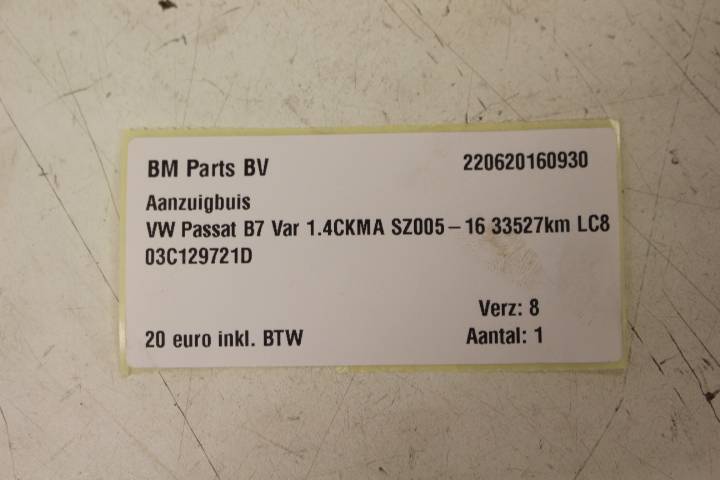 BM Parts BV 220620160930
Aanzuigbuis
VW Passat B7 Var 1.4CKMA SZ005-16 33527km LC8
03C129721D
Verz: 8
20 euro inkl. BTW Aantal: 1